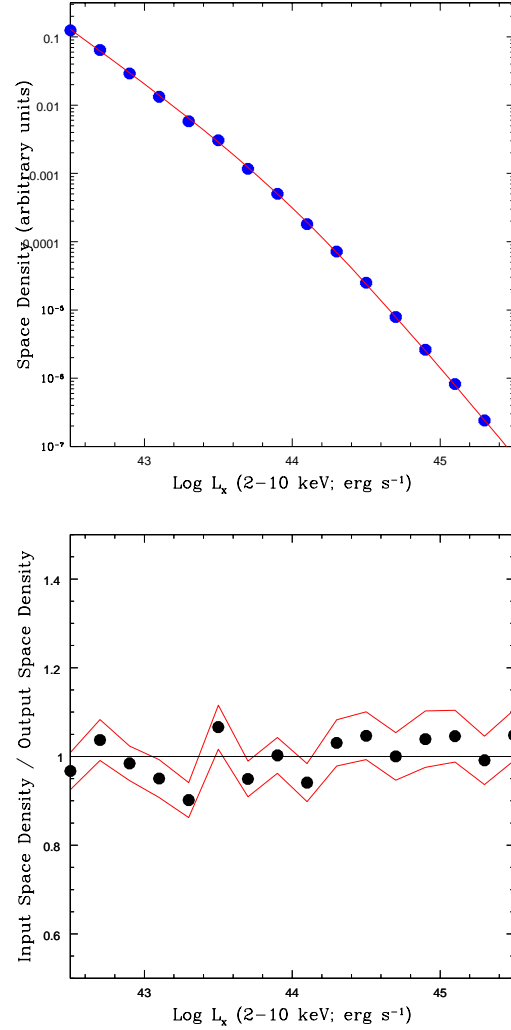 0.1
0.01
0.001
0.0001
10⁻⁵
10⁻⁶
10⁻⁷
Space Density (arbitrary units)
43 44 45
Log Lₓ (2−10 keV; erg s⁻¹)
1.4
1.2
1
0.8
0.6
Input Space Density / Output Space Density
43 44 45
Log Lₓ (2−10 keV; erg s⁻¹)